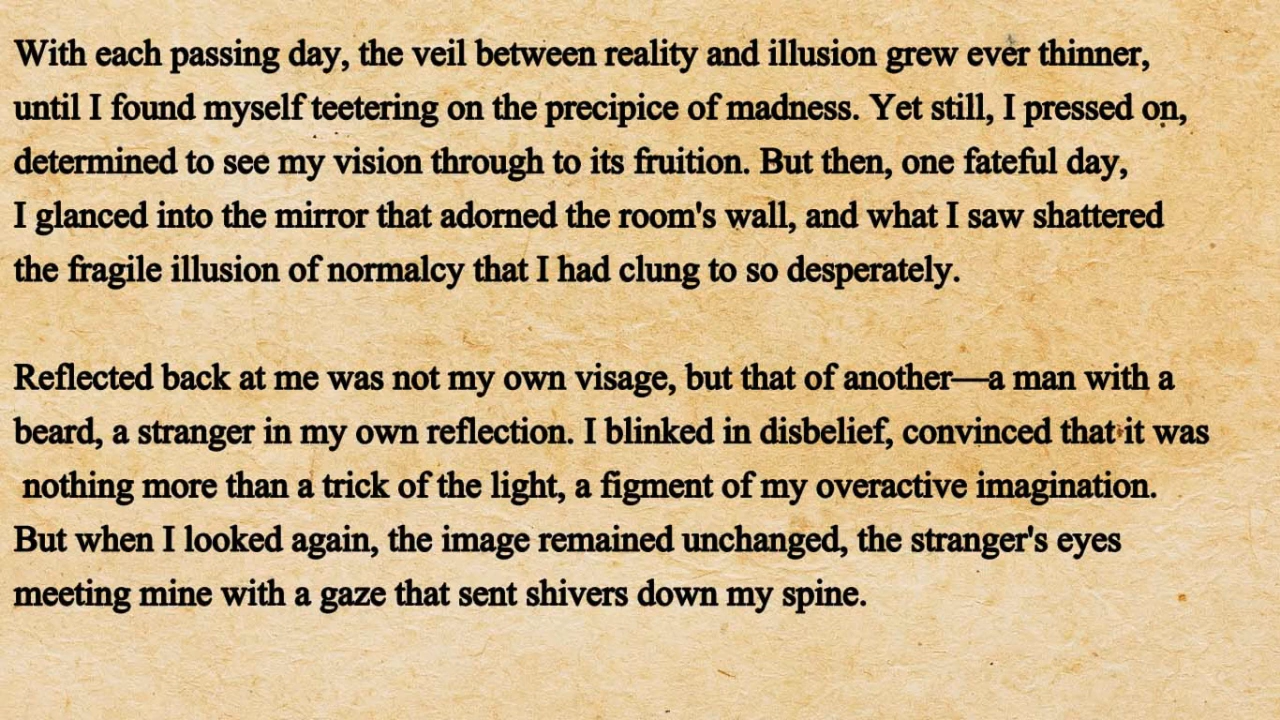 With each passing day, the veil between reality and illusion grew ever thinner,
until I found myself teetering on the precipice of madness. Yet still, I pressed on,
determined to see my vision through to its fruition. But then, one fateful day,
I glanced into the mirror that adorned the room's wall, and what I saw shattered
the fragile illusion of normalcy that I had clung to so desperately.

Reflected back at me was not my own visage, but that of another—a man with a
beard, a stranger in my own reflection. I blinked in disbelief, convinced that it was
nothing more than a trick of the light, a figment of my overactive imagination.
But when I looked again, the image remained unchanged, the stranger's eyes
meeting mine with a gaze that sent shivers down my spine.